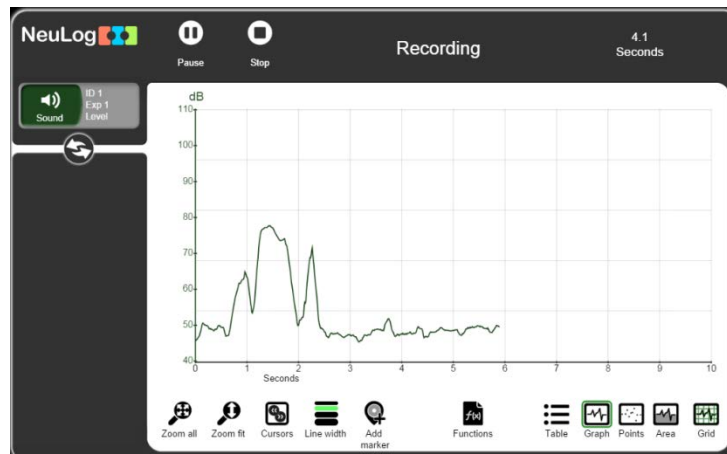 NeuLog
Pause
Stop
Recording
4.1
Seconds
Sound
ID 1
Exp 1
Level
dB
110
100
90
80
70
60
50
40
0 1 2 3 4 5 6 7 8 9 10
Seconds
Zoom all
Zoom fit
Cursors
Line width
Add
marker
f(x)
Functions
Table
Graph
Points
Area
Grid